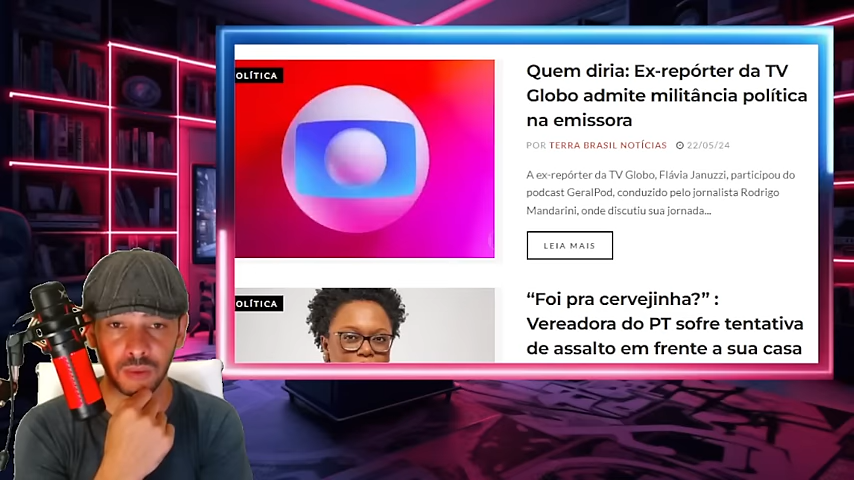 OLÍTICA
Quem diria: Ex-repórter da TV
Globo admite militância política
na emissora
POR TERRA BRASIL NOTÍCIAS 22/05/24
A ex-repórter da TV Globo, Flávia Januzzi, participou do
podcast GeralPod, conduzido pelo jornalista Rodrigo
Mandarini, onde discutiu sua jornada...
LEIA MAIS
OLÍTICA
“Foi pra cervejinha?” :
Vereadora do PT sofre tentativa
de assalto em frente a sua casa